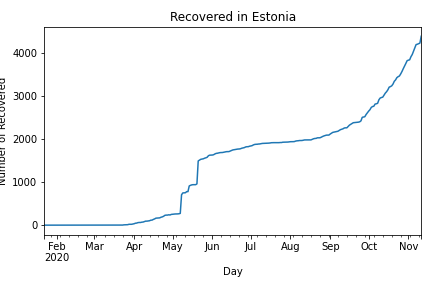 Recovered in Estonia
Number of Recovered
4000
3000
2000
1000
0
Feb Mar Apr May Jun Jul Aug Sep Oct Nov
2020
Day